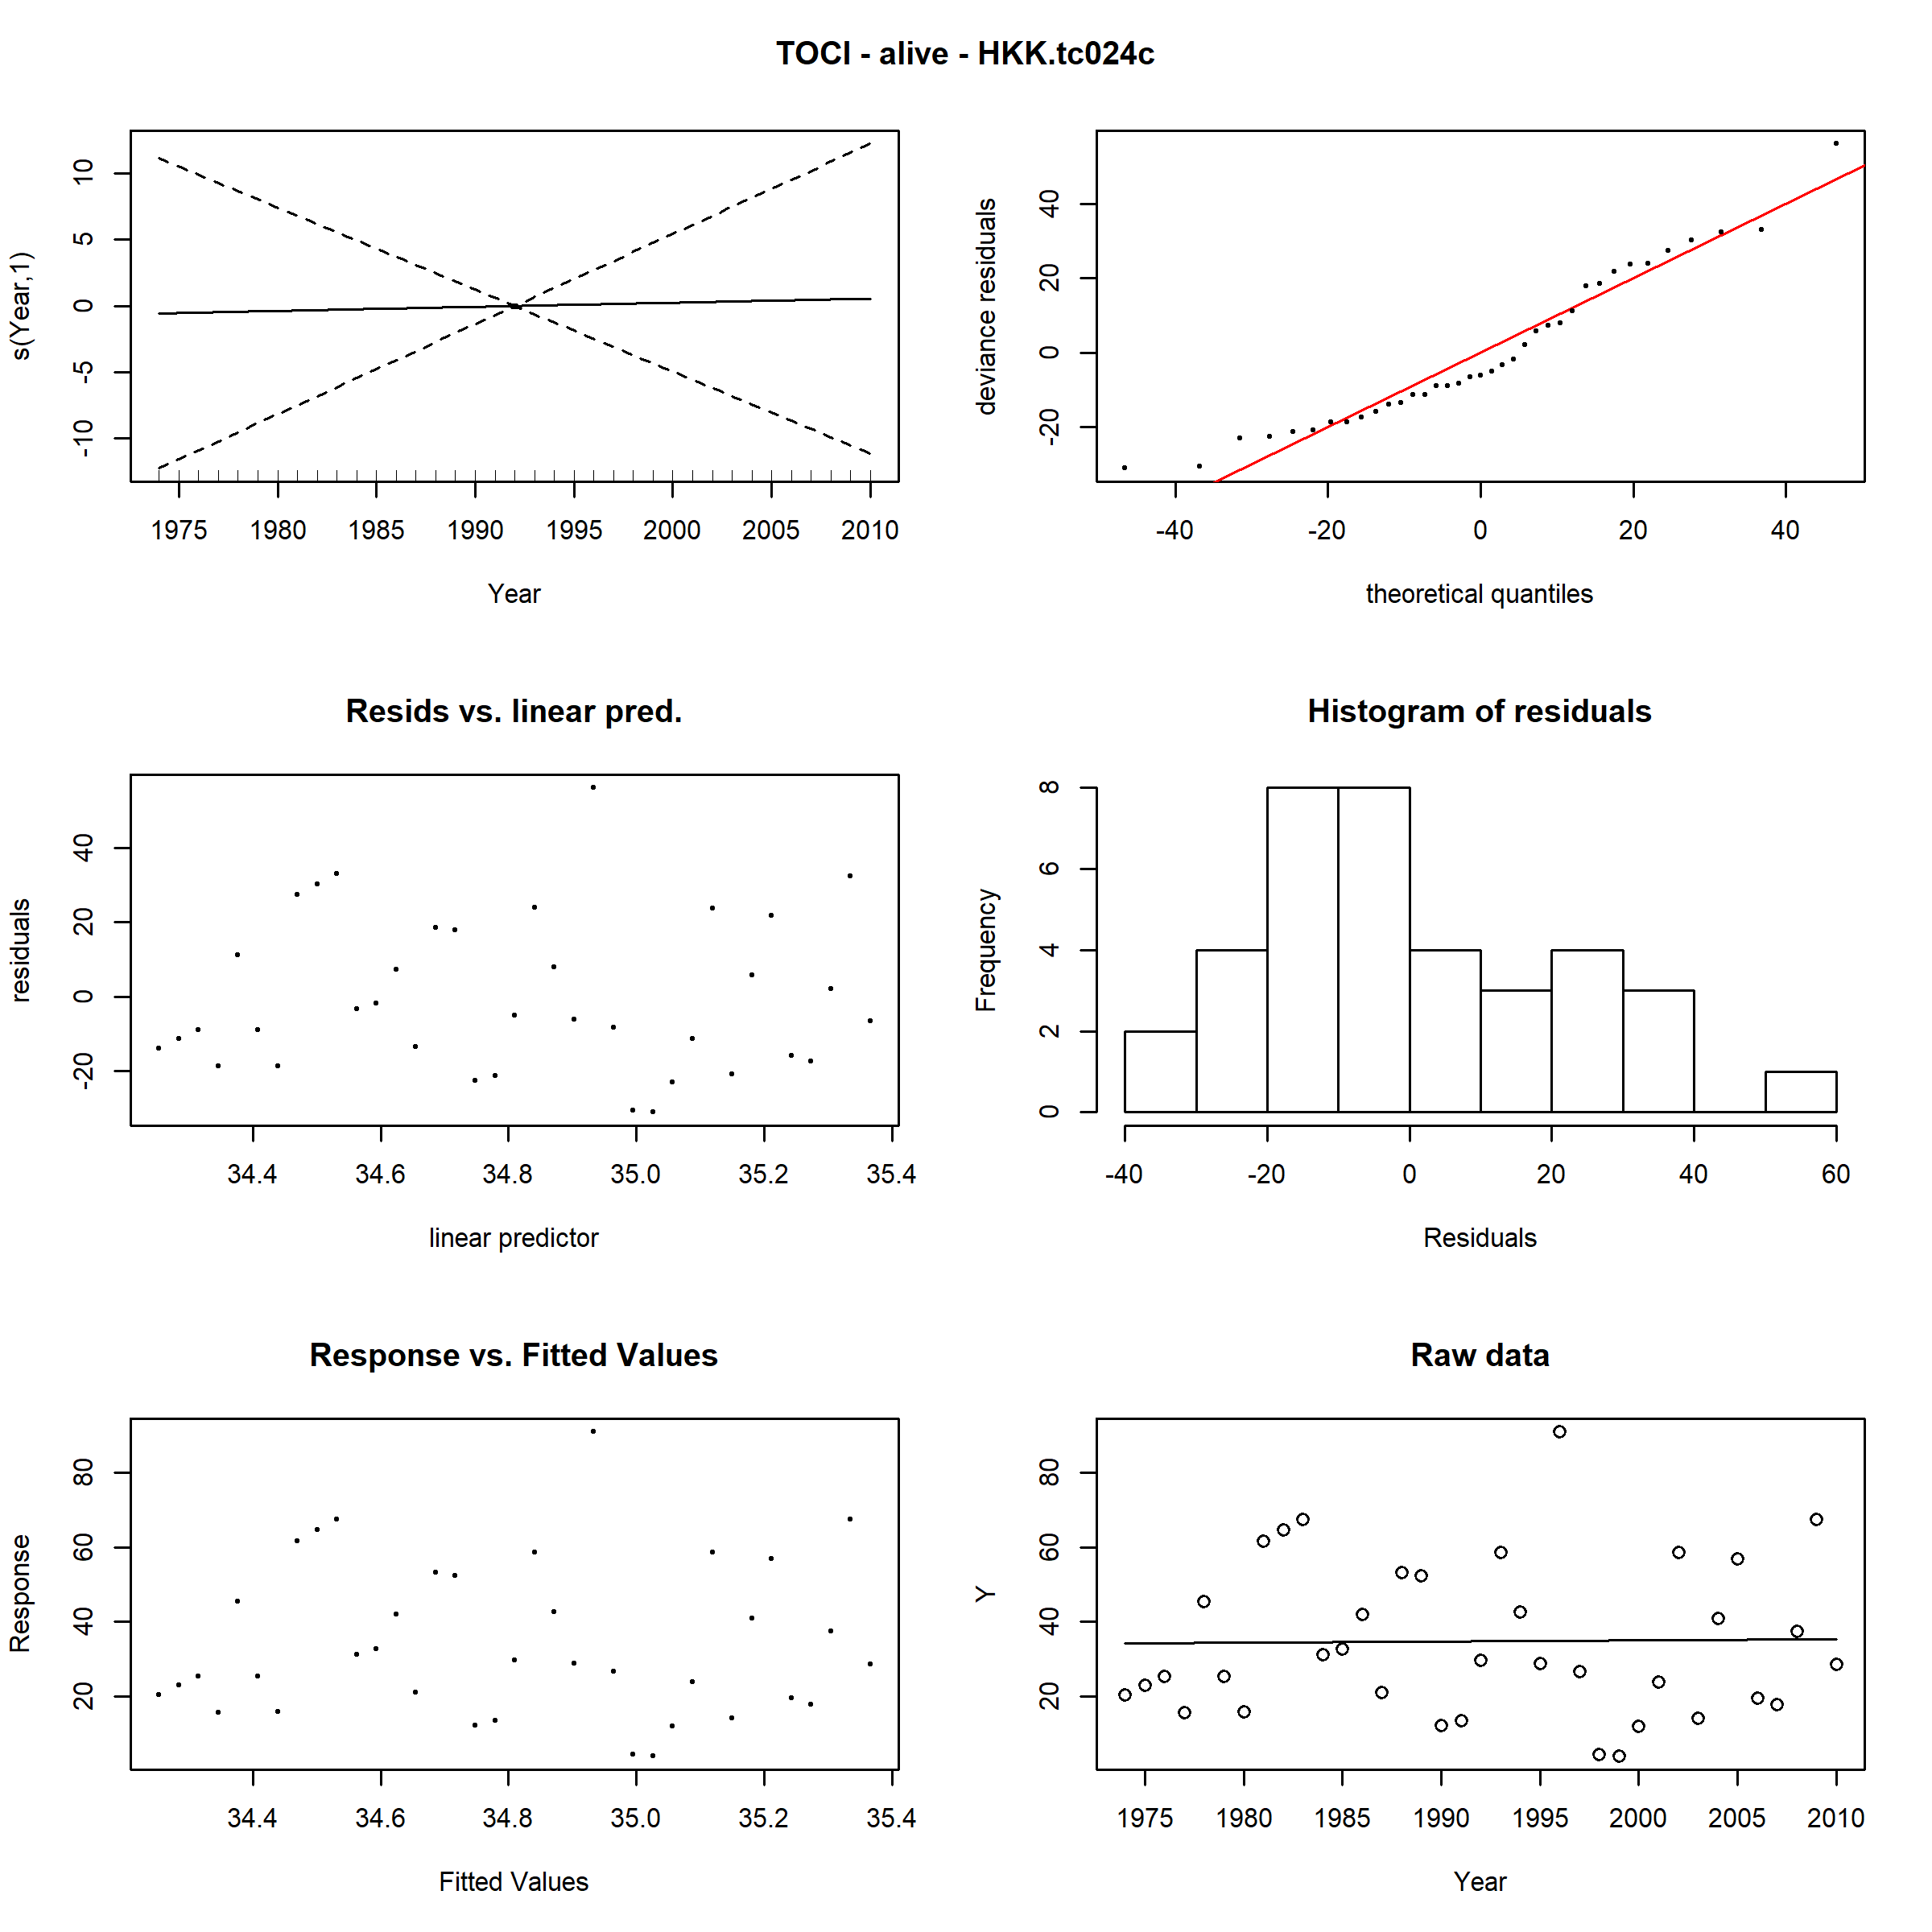 TOCI - alive - HKK.tc024c
s(Year,1)
10
5
0
-5
-10
1975 1980 1985 1990 1995 2000 2005 2010
Year
deviance residuals
40
20
0
-20
-40 -20 0 20 40
theoretical quantiles
Resids vs. linear pred.
residuals
40
20
0
-20
34.4 34.6 34.8 35.0 35.2 35.4
linear predictor
Histogram of residuals
Frequency
8
6
4
2
0
-40 -20 0 20 40 60
Residuals
Response vs. Fitted Values
Response
80
60
40
20
34.4 34.6 34.8 35.0 35.2 35.4
Fitted Values
Raw data
Y
80
60
40
20
1975 1980 1985 1990 1995 2000 2005 2010
Year